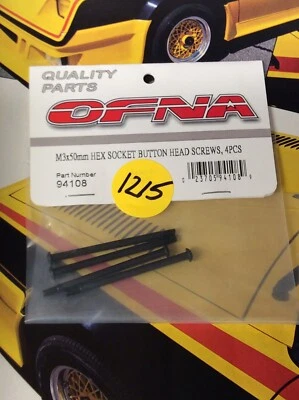 QUALITY
PARTS
OFNA
M3x50mm HEX SOCKET BUTTON HEAD SCREWS, 4PCS
Part Number
94108
1215